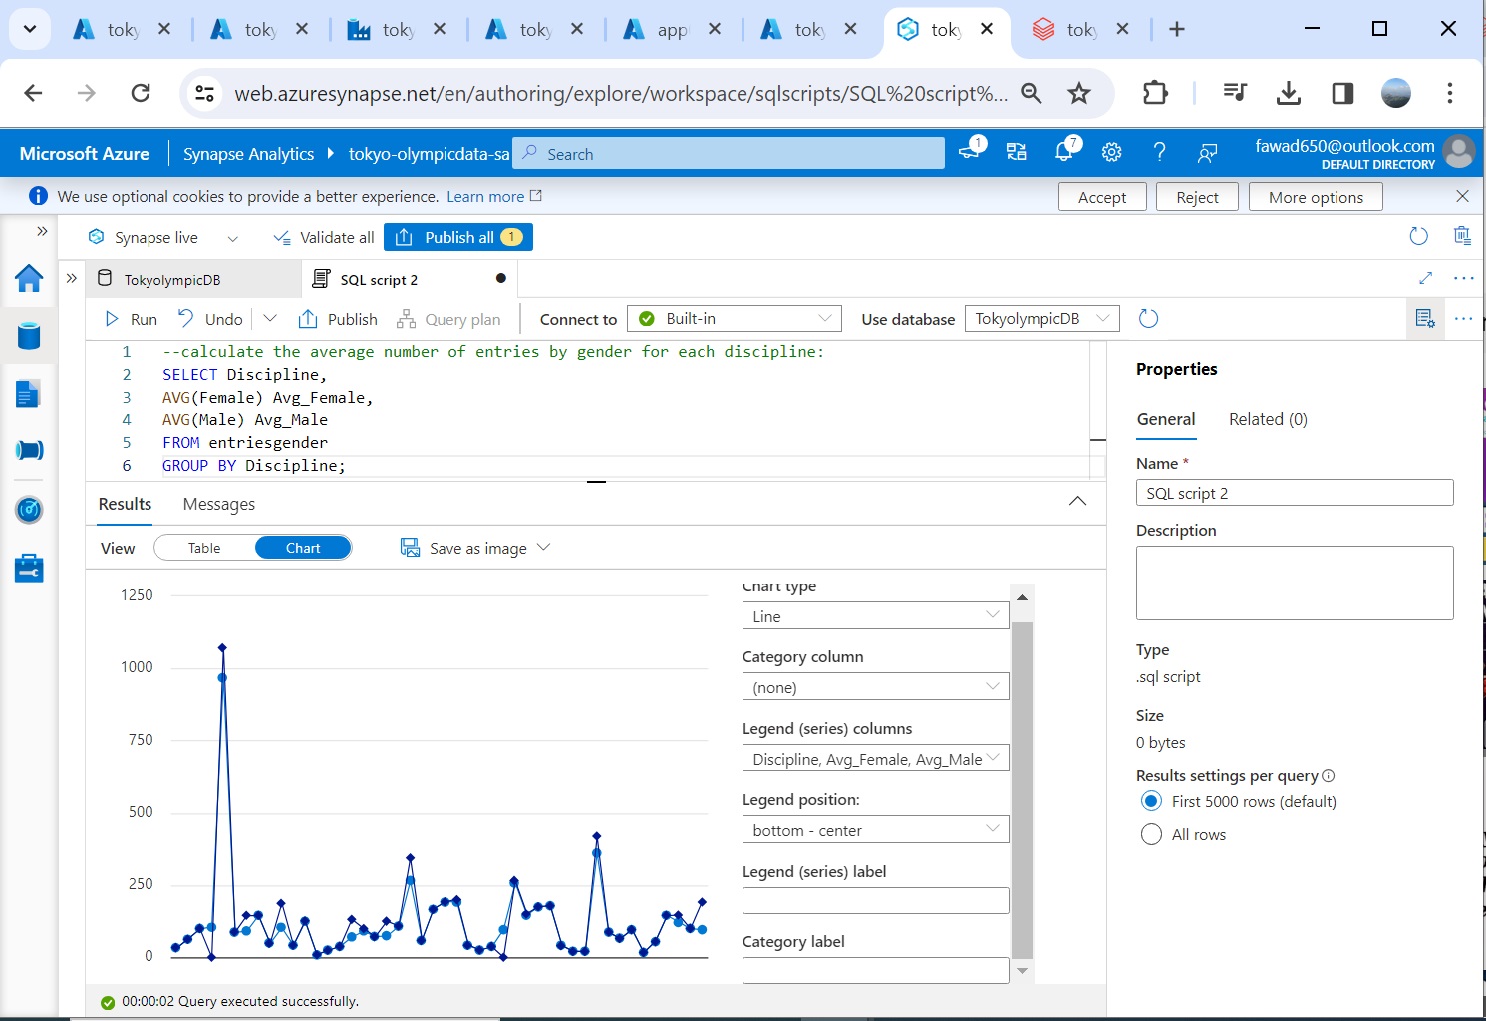 toky
toky
toky
toky
app
toky
toky
toky
web.azuresynapse.net/en/authoring/explore/workspace/sqlscripts/SQL%20script%...
Microsoft Azure
Synapse Analytics
tokyo-olympicdata-sa
Search
1
7
fawad650@outlook.com
DEFAULT DIRECTORY
We use optional cookies to provide a better experience. Learn more
Accept
Reject
More options
Synapse live
Validate all
Publish all 1
TokyolympicDB
SQL script 2
Run
Undo
Publish
Query plan
Connect to
Built-in
Use database
TokyolympicDB
1 --calculate the average number of entries by gender for each discipline:
2 SELECT Discipline,
3 AVG(Female) Avg_Female,
4 AVG(Male) Avg_Male
5 FROM entriesgender
6 GROUP BY Discipline;
Results
Messages
View
Table
Chart
Save as image
1250
1000
750
500
250
0
Chart type
Line
Category column
(none)
Legend (series) columns
Discipline, Avg_Female, Avg_Male
Legend position:
bottom - center
Legend (series) label
Category label
00:00:02 Query executed successfully.
Properties
General
Related (0)
Name *
SQL script 2
Description
Type
.sql script
Size
0 bytes
Results settings per query
First 5000 rows (default)
All rows